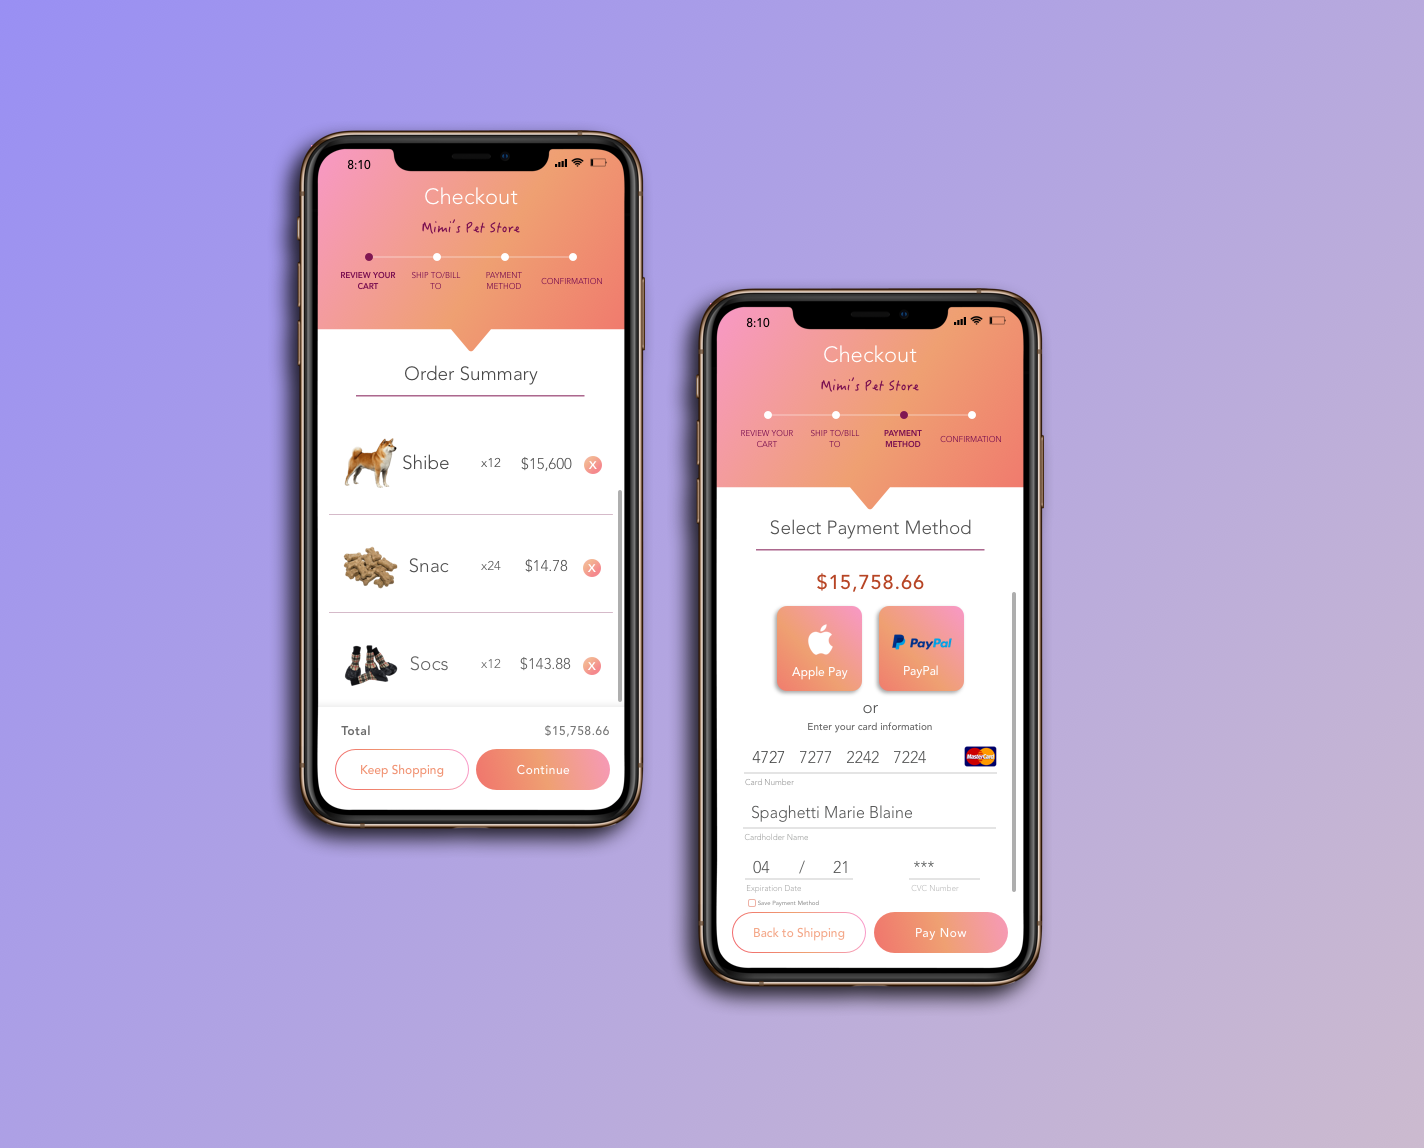 8:10
Checkout
Mimi's Pet Store
REVIEW YOUR CART
SHIP TO/BILL TO
PAYMENT METHOD
CONFIRMATION
Order Summary
Shibe x12 $15,600 X
Snac x24 $14.78 X
Socs x12 $143.88 X
Total $15,758.66
Keep Shopping Continue
8:10
Checkout
Mimi's Pet Store
REVIEW YOUR CART
SHIP TO/BILL TO
PAYMENT METHOD
CONFIRMATION
Select Payment Method
$15,758.66
PayPal
Apple Pay PayPal
or
Enter your card information
4727 7277 2242 7224 MasterCard
Card Number
Spaghetti Marie Blaine
Cardholder Name
04 / 21 ***
Expiration Date CVC Number
Save Payment Method
Back to Shipping Pay Now